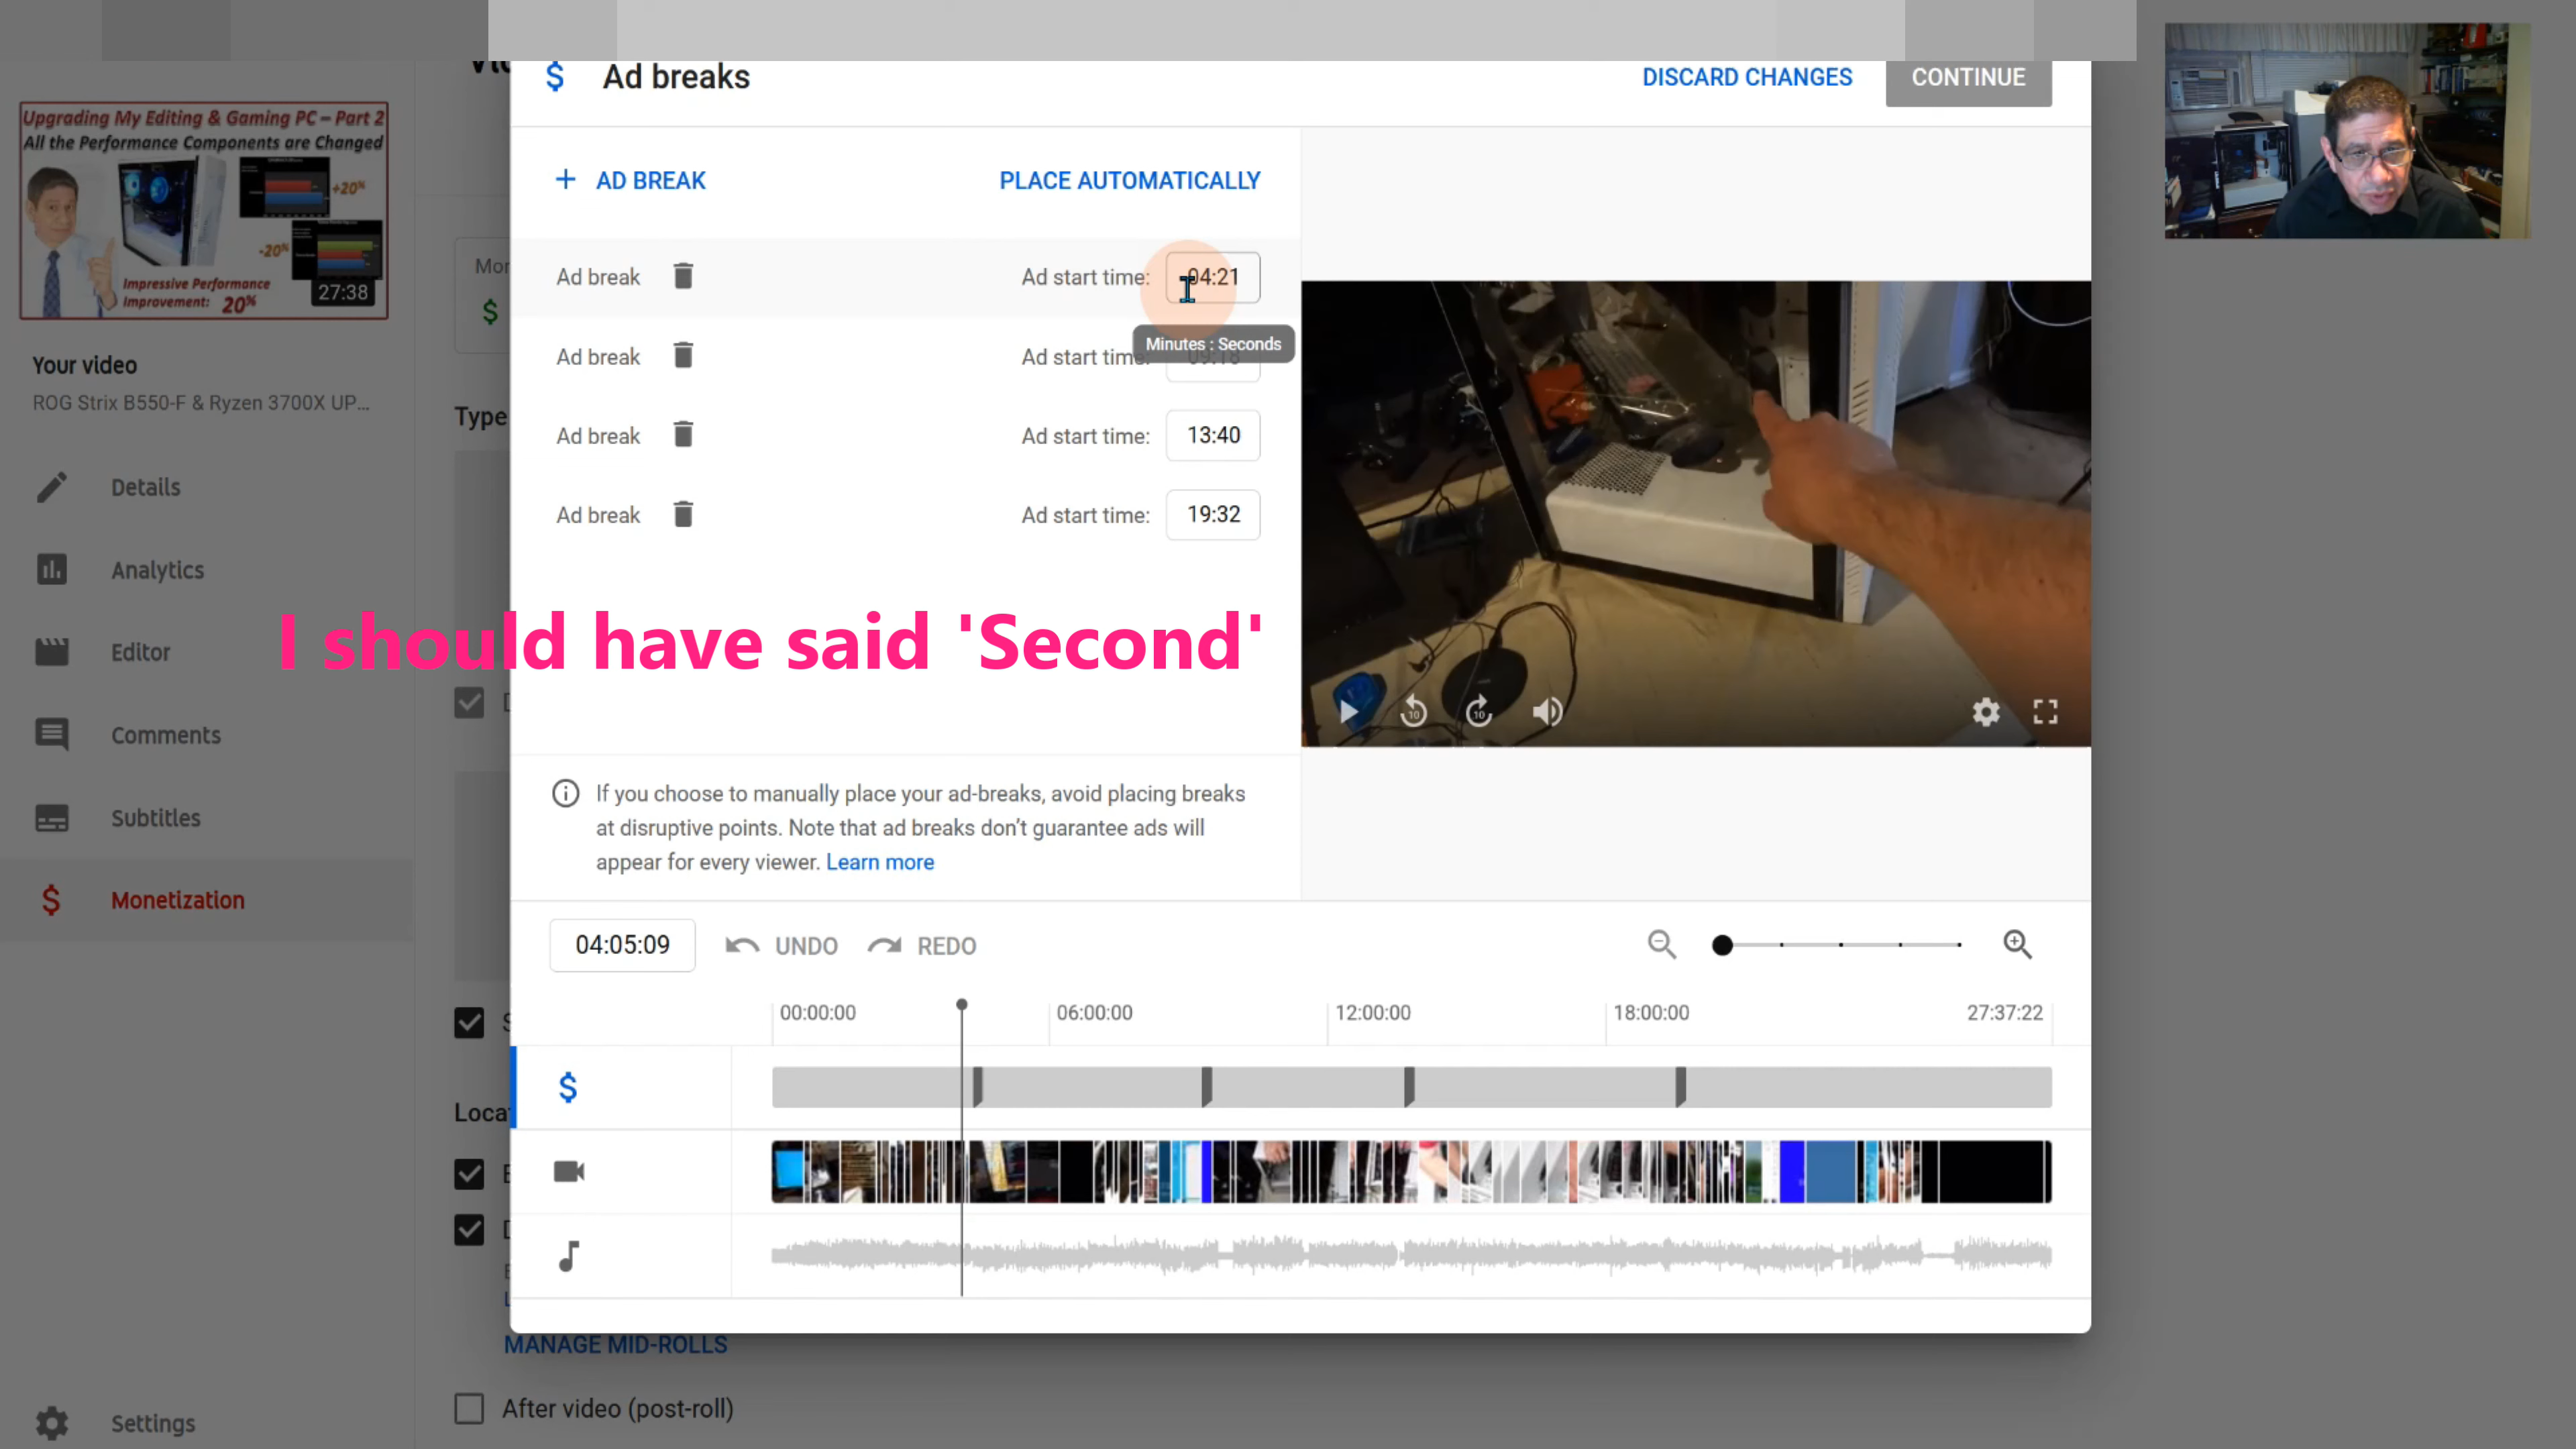 Ad breaks
DISCARD CHANGES
CONTINUE
Upgrading My Editing & Gaming PC – Part 2
All the Performance Components are Changed
+20%
-20%
Impressive Performance
Improvement: 20%
27:38
Your video
ROG Strix B550-F & Ryzen 3700X UP...
Details
Analytics
Editor
Comments
Subtitles
Monetization
Settings
Mor
Type
+ AD BREAK
PLACE AUTOMATICALLY
Ad break
Ad start time:
04:21
Minutes : Seconds
Ad break
Ad start time:
09:18
Ad break
Ad start time:
13:40
Ad break
Ad start time:
19:32
I should have said 'Second'
If you choose to manually place your ad-breaks, avoid placing breaks
at disruptive points. Note that ad breaks don't guarantee ads will
appear for every viewer. Learn more
10
10
04:05:09
UNDO
REDO
00:00:00
06:00:00
12:00:00
18:00:00
27:37:22
Loca
MANAGE MID-ROLLS
After video (post-roll)